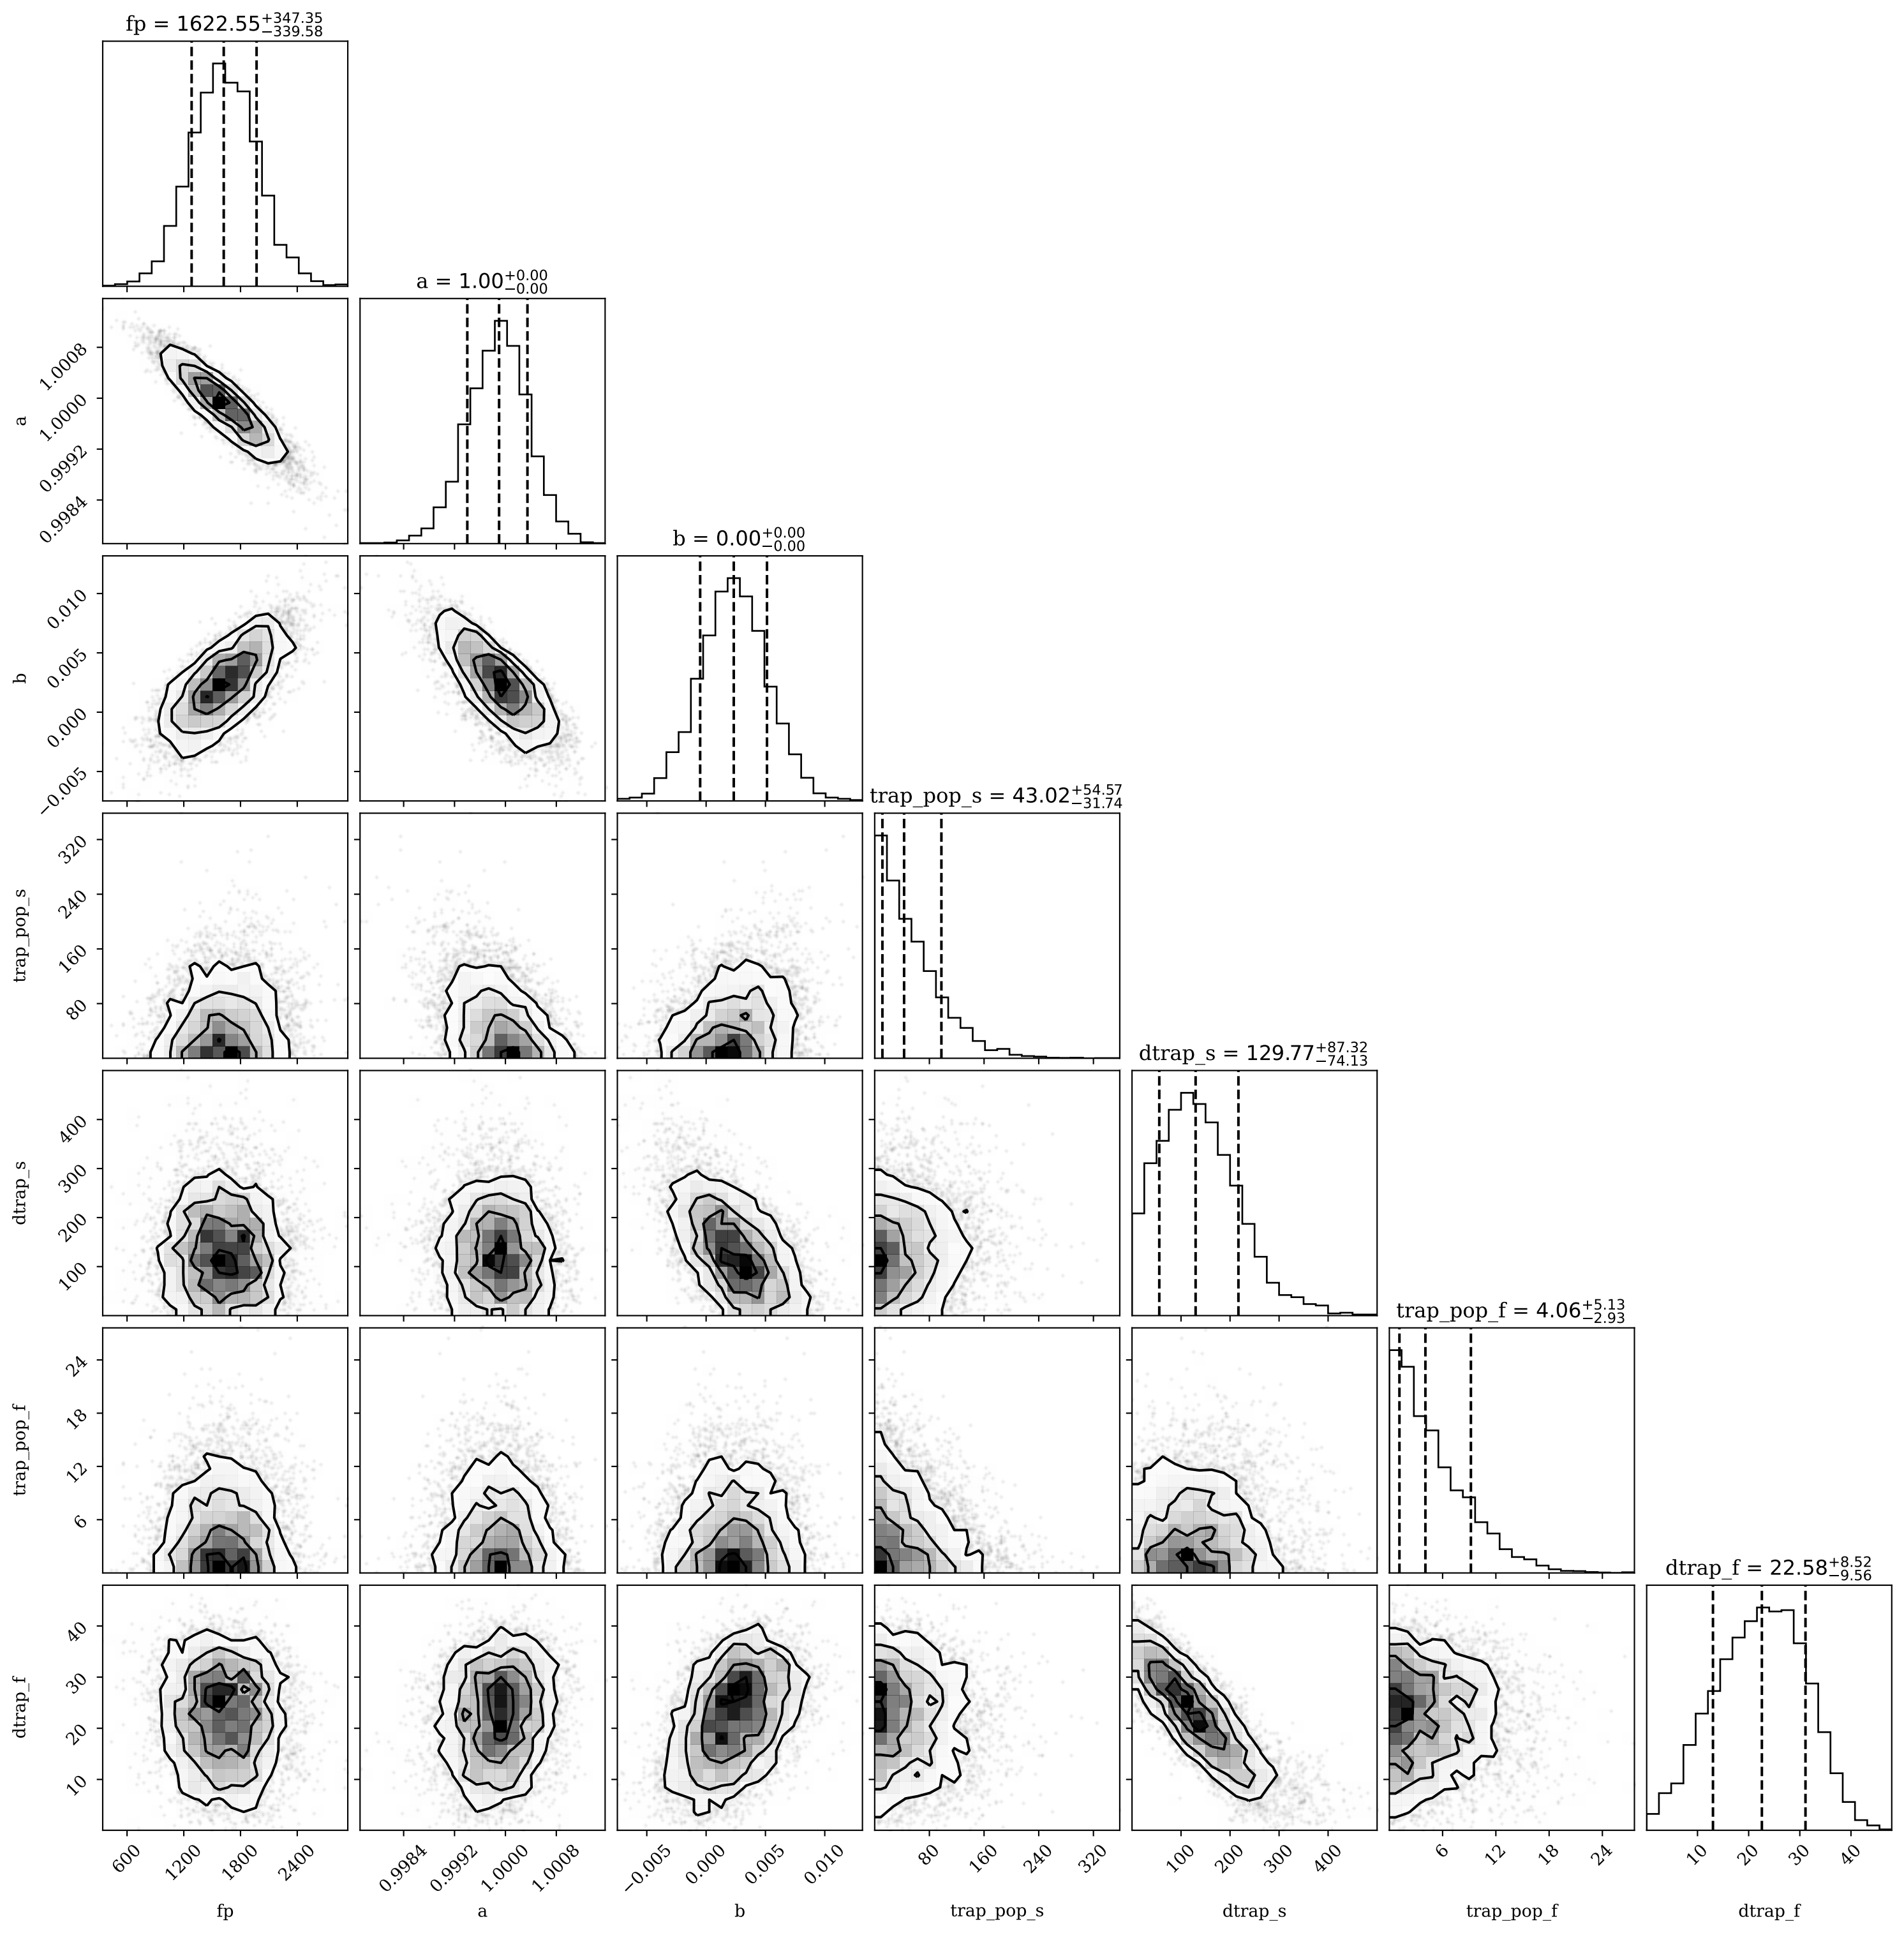 fp = 1622.55+347.35−339.58
a = 1.00+0.00−0.00
1.0008
1.0000
0.9992
0.9984
a
b = 0.00+0.00−0.00
0.010
0.005
0.000
−0.005
b
trap_pop_s = 43.02+54.57−31.74
320
240
160
80
trap_pop_s
dtrap_s = 129.77+87.32−74.13
400
300
200
100
dtrap_s
trap_pop_f = 4.06+5.13−2.93
24
18
12
6
trap_pop_f
dtrap_f = 22.58+8.52−9.56
40
30
20
10
dtrap_f
600 1200 1800 2400 0.9984 0.9992 1.0000 1.0008 −0.005 0.000 0.005 0.010 80 160 240 320 100 200 300 400 6 12 18 24 10 20 30 40
fp a b trap_pop_s dtrap_s trap_pop_f dtrap_f